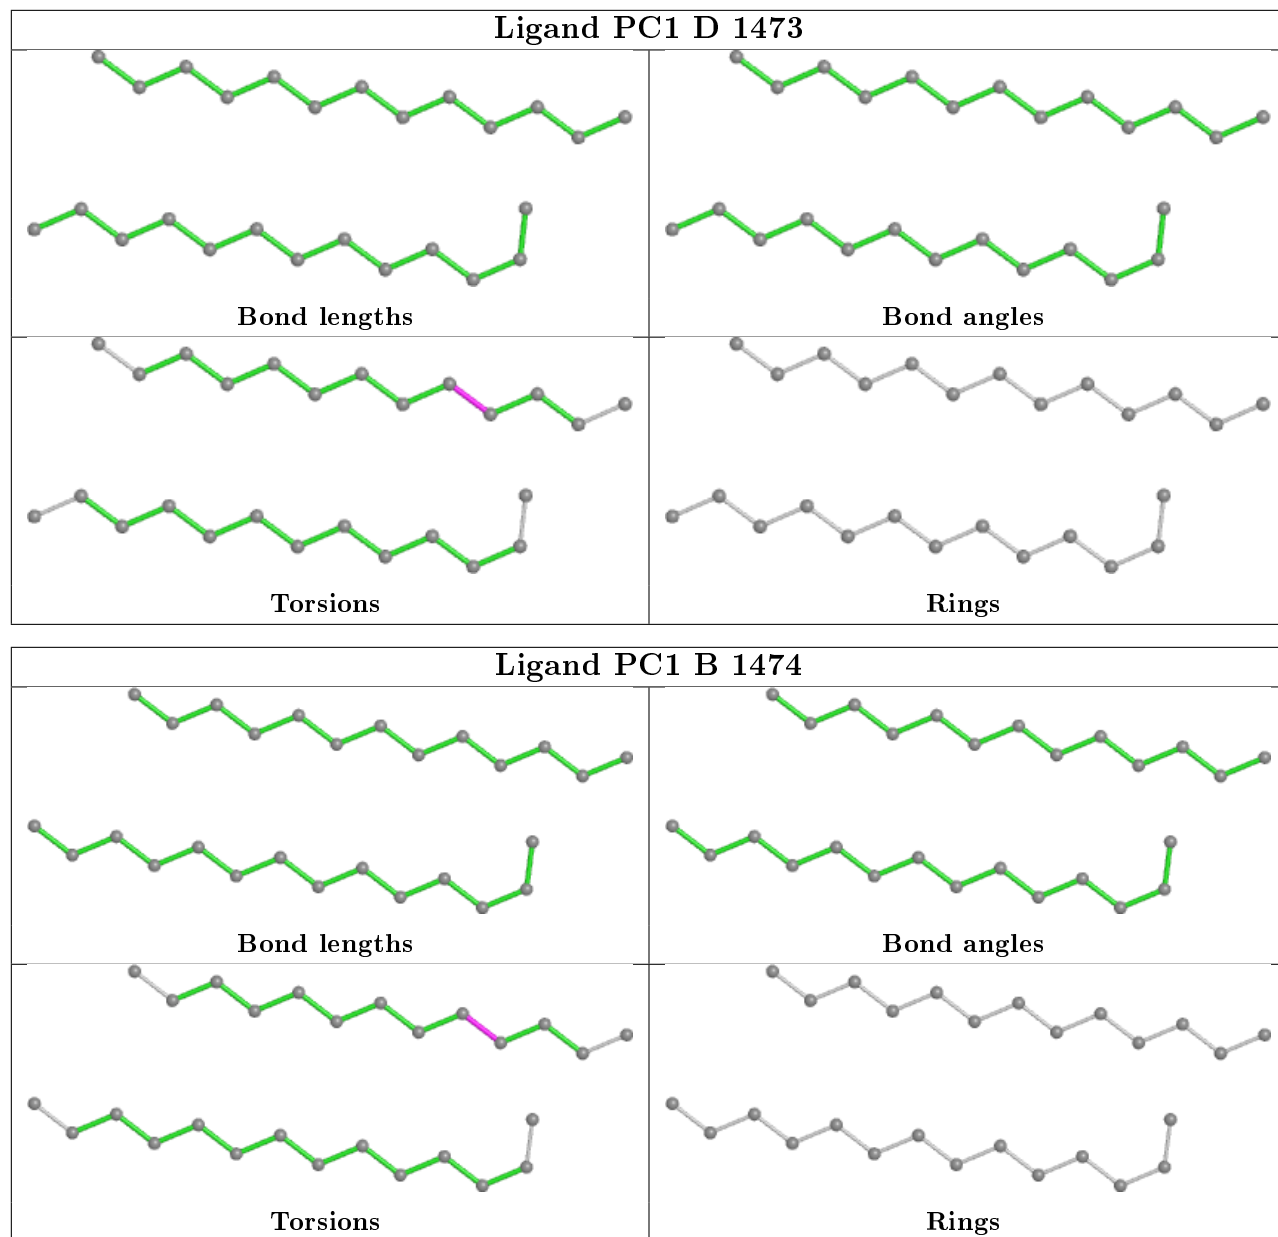 Ligand PC1 D 1473
Bond lengths
Bond angles
Torsions
Rings
Ligand PC1 B 1474
Bond lengths
Bond angles
Torsions
Rings